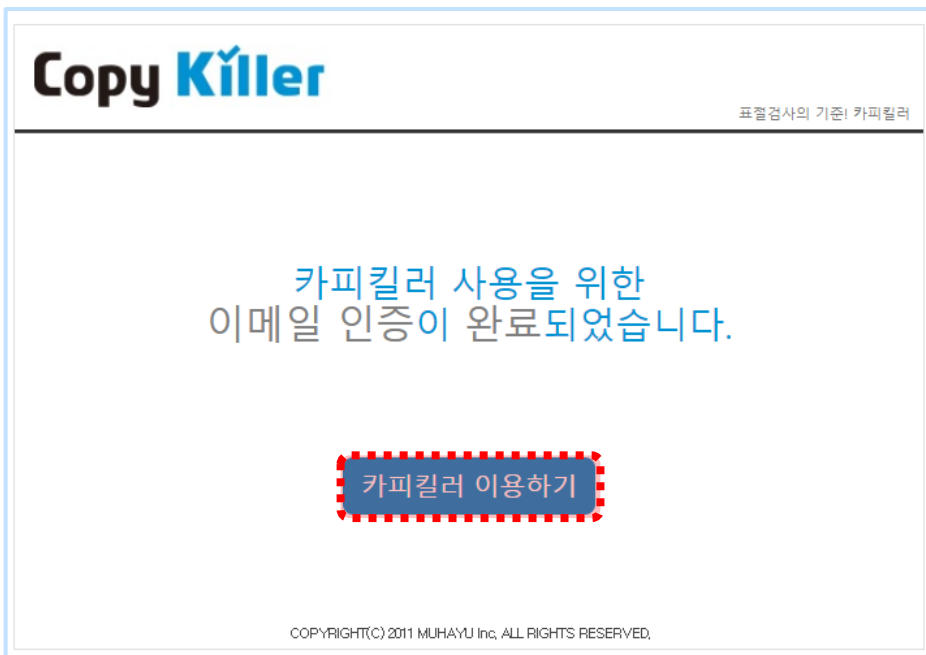 Copy Killer
표절검사의 기준! 카피킬러
카피킬러 사용을 위한
이메일 인증이 완료되었습니다.
카피킬러 이용하기
COPYRIGHT(C) 2011 MUHAYU Inc, ALL RIGHTS RESERVED.